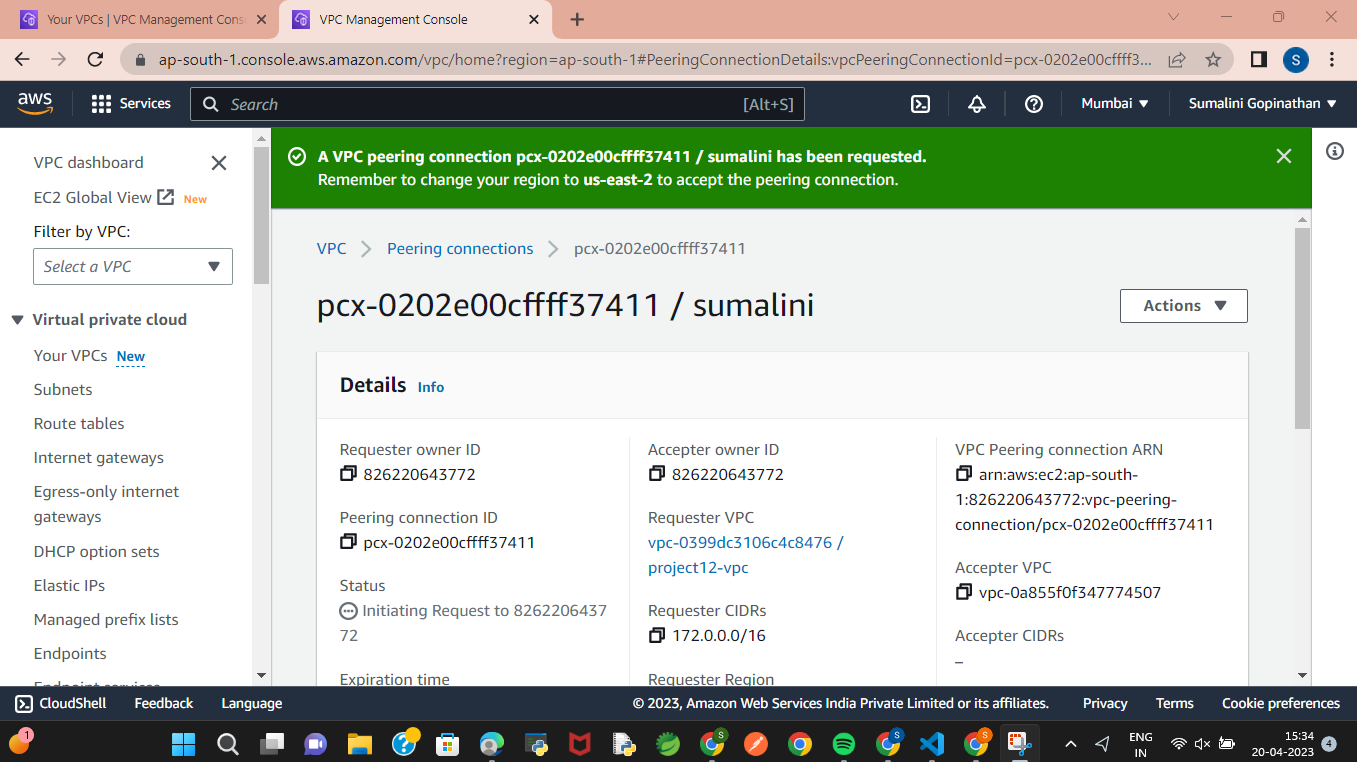 Your VPCs | VPC Management Cons
VPC Management Console
ap-south-1.console.aws.amazon.com/vpc/home?region=ap-south-1#PeeringConnectionDetails:vpcPeeringConnectionId=pcx-0202e00cffff3...
S
aws
Services
Search
[Alt+S]
Mumbai
Sumalini Gopinathan
VPC dashboard
EC2 Global View New
Filter by VPC:
Select a VPC
Virtual private cloud
Your VPCs New
Subnets
Route tables
Internet gateways
Egress-only internet
gateways
DHCP option sets
Elastic IPs
Managed prefix lists
Endpoints
Endpoint services
A VPC peering connection pcx-0202e00cffff37411 / sumalini has been requested.
Remember to change your region to us-east-2 to accept the peering connection.
VPC
Peering connections
pcx-0202e00cffff37411
pcx-0202e00cffff37411 / sumalini
Actions
Details Info
Requester owner ID
826220643772
Peering connection ID
pcx-0202e00cffff37411
Status
Initiating Request to 8262206437
72
Expiration time
Accepter owner ID
826220643772
Requester VPC
vpc-0399dc3106c4c8476 /
project12-vpc
Requester CIDRs
172.0.0.0/16
Requester Region
VPC Peering connection ARN
arn:aws:ec2:ap-south-
1:826220643772:vpc-peering-
connection/pcx-0202e00cffff37411
Accepter VPC
vpc-0a855f0f347774507
Accepter CIDRs
–
CloudShell
Feedback
Language
© 2023, Amazon Web Services India Private Limited or its affiliates.
Privacy
Terms
Cookie preferences
1
S
S
S
ENG
IN
15:34
20-04-2023
4